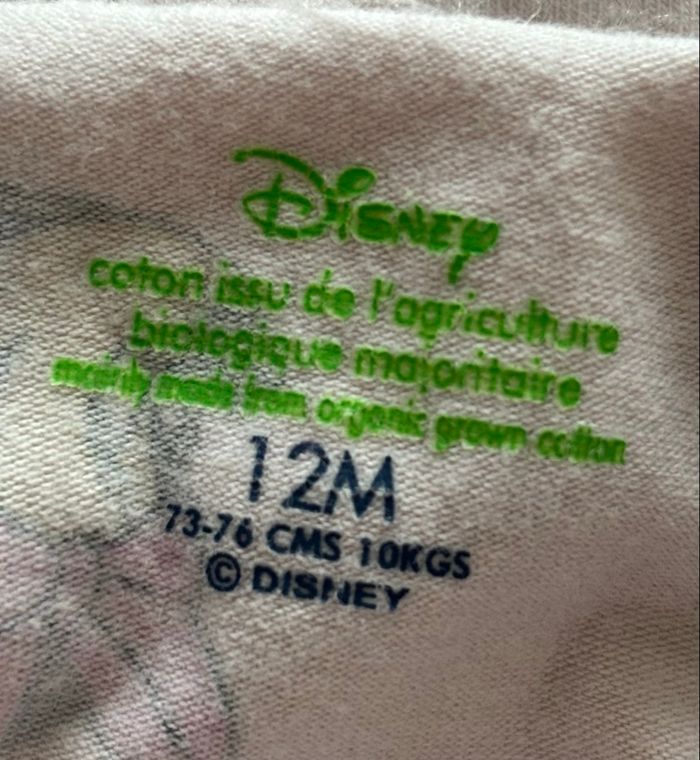 Disney
coton issu de l'agriculture
biologique majoritaire
mainly made from organic grown cotton
12M
73-76 CMS 10KGS
© DISNEY